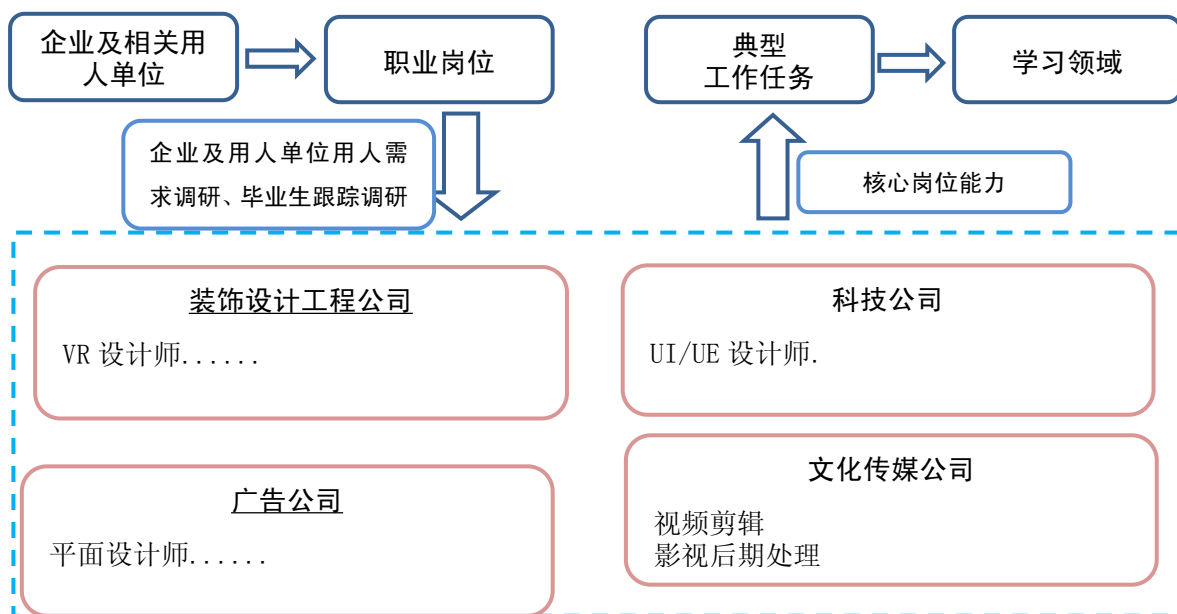 企业及相关用
人单位
职业岗位
典型
工作任务
学习领域
企业及用人单位用人需
求调研、毕业生跟踪调研
核心岗位能力
装饰设计工程公司
VR 设计师......
科技公司
UI/UE 设计师.
广告公司
平面设计师......
文化传媒公司
视频剪辑
影视后期处理